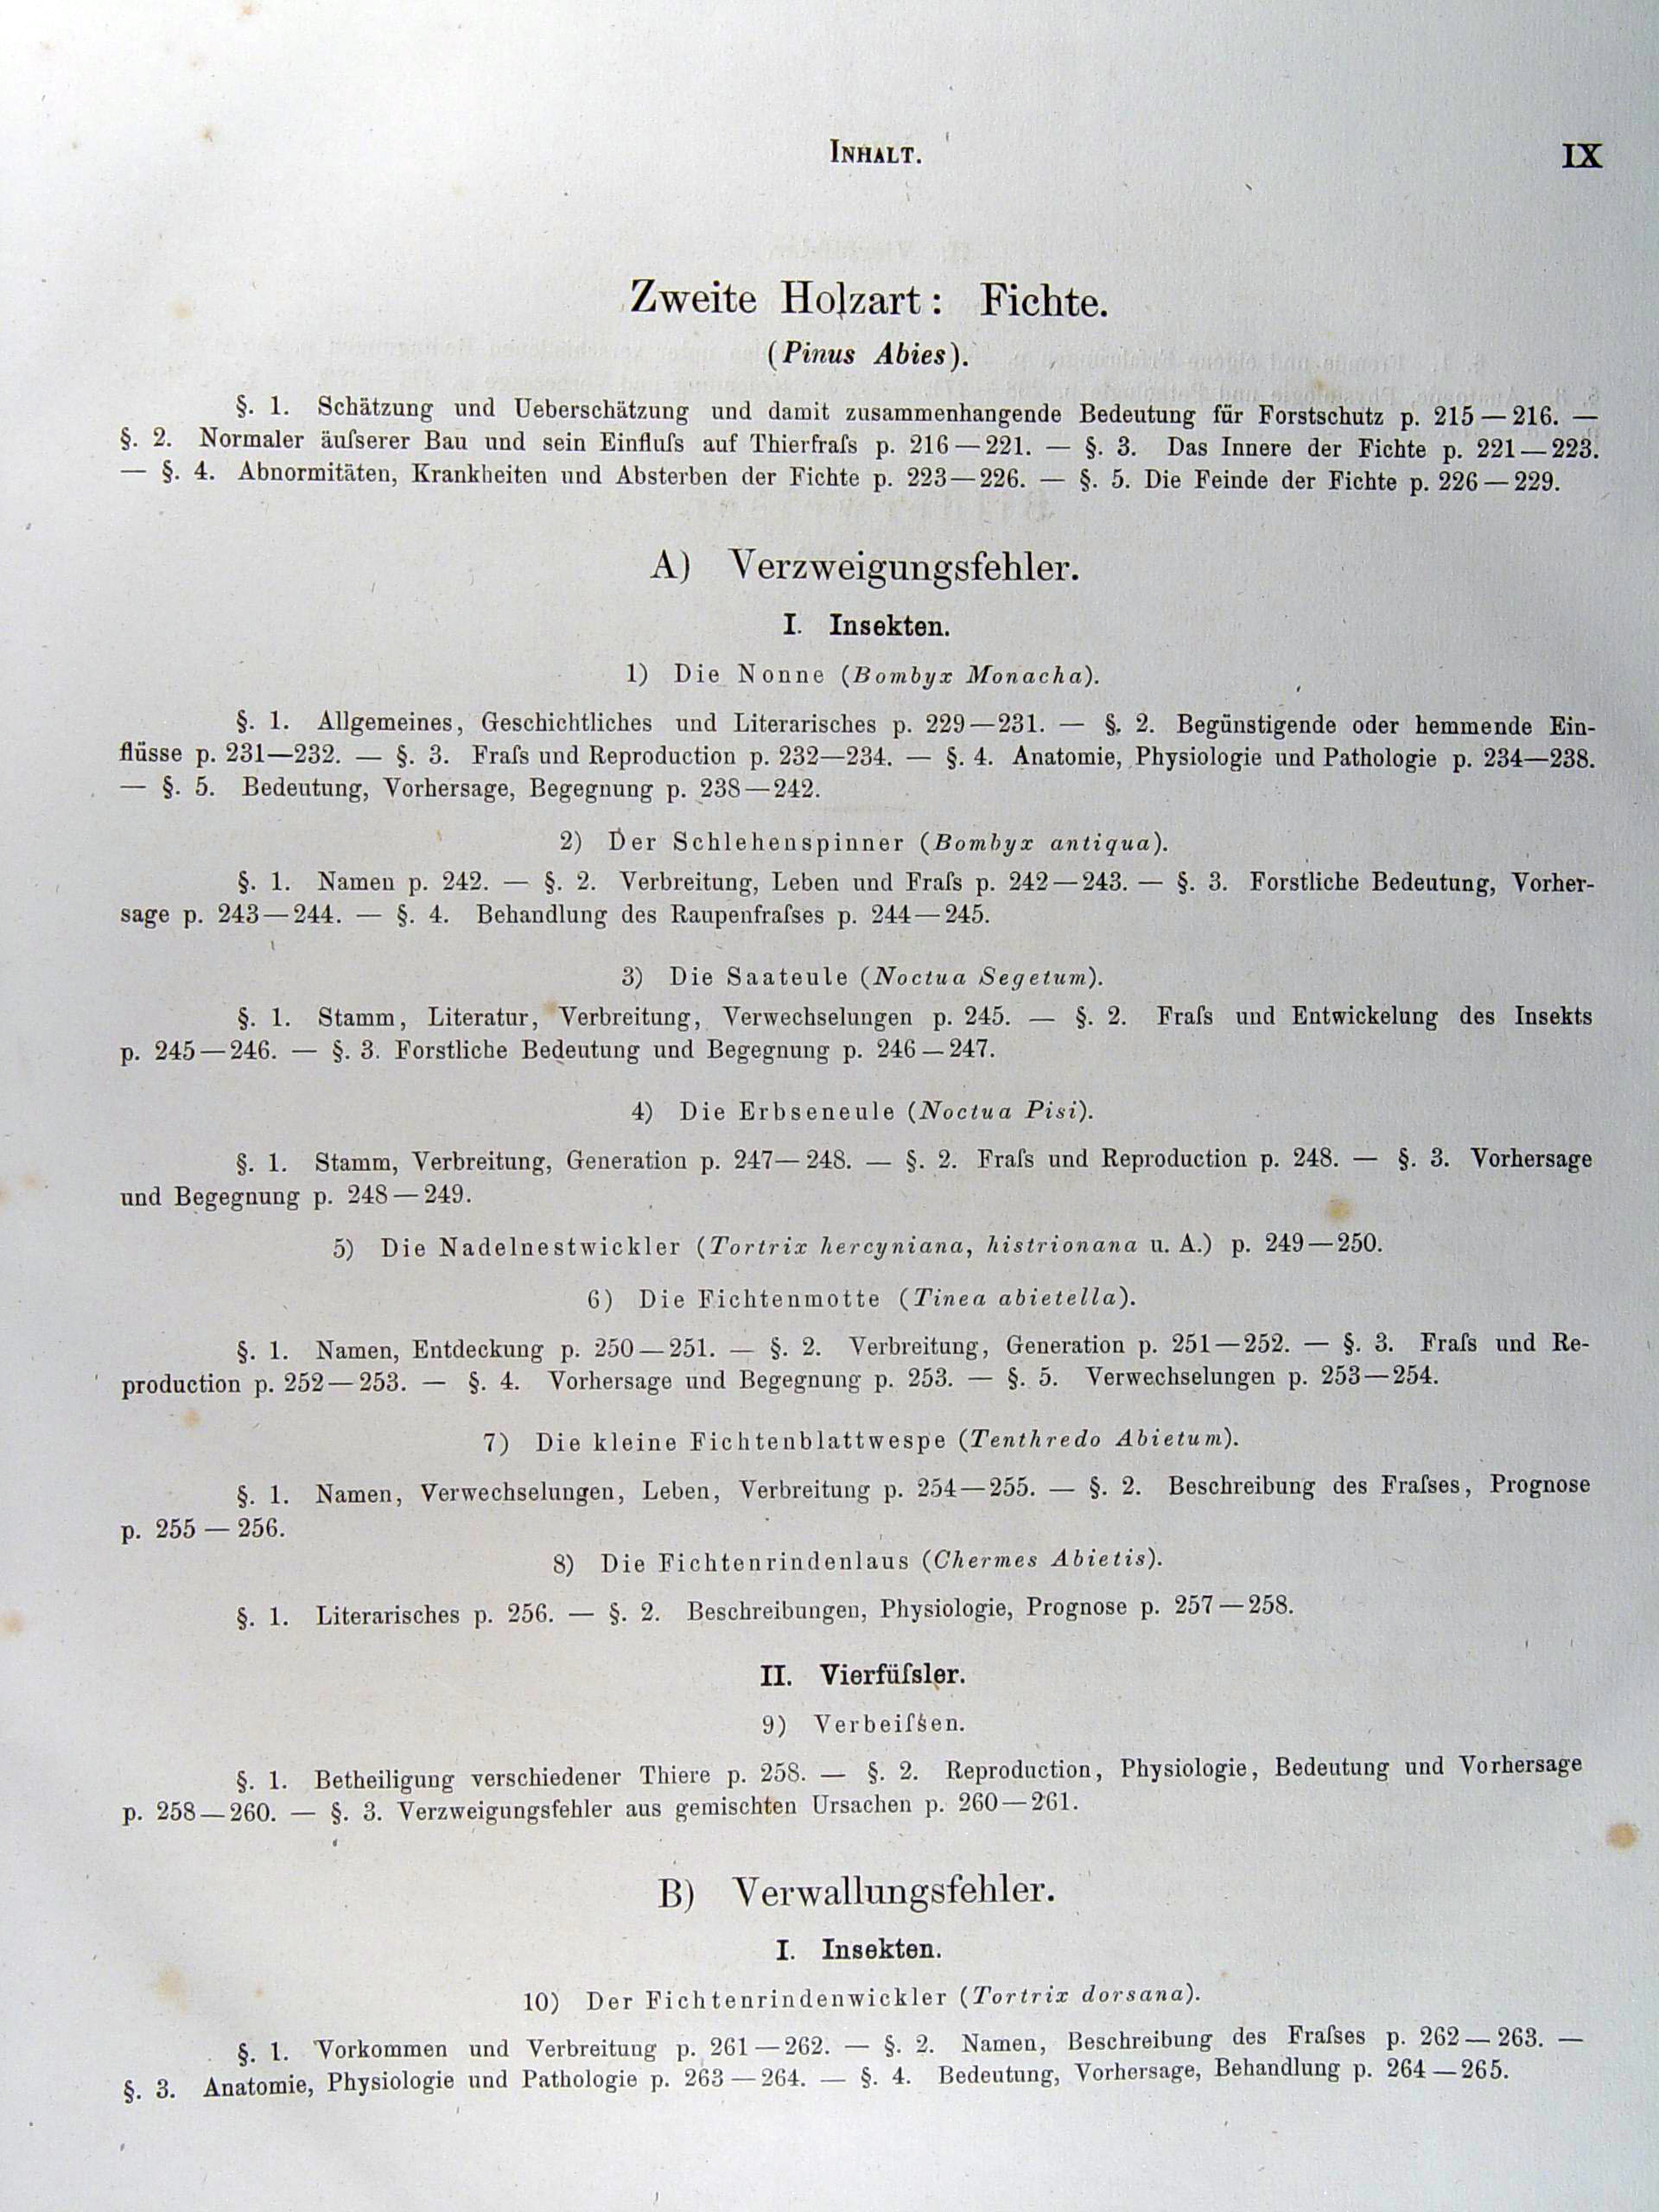 INHALT. IX
Zweite Holzart: Fichte.
(Pinus Abies).
§. 1. Schätzung und Ueberschätzung und damit zusammenhangende Bedeutung für Forstschutz p. 215—216. —
§. 2. Normaler äuſserer Bau und sein Einfluſs auf Thierfraſs p. 216—221. — §. 3. Das Innere der Fichte p. 221—223.
— §. 4. Abnormitäten, Krankheiten und Absterben der Fichte p. 223—226. — §. 5. Die Feinde der Fichte p. 226—229.
A) Verzweigungsfehler.
I. Insekten.
1) Die Nonne (Bombyx Monacha).
§. 1. Allgemeines, Geschichtliches und Literarisches p. 229—231. — §. 2. Begünstigende oder hemmende Ein-
flüsse p. 231—232. — §. 3. Fraſs und Reproduction p. 232—234. — §. 4. Anatomie, Physiologie und Pathologie p. 234—238.
— §. 5. Bedeutung, Vorhersage, Begegnung p. 238—242.
2) Der Schlehenspinner (Bombyx antiqua).
§. 1. Namen p. 242. — §. 2. Verbreitung, Leben und Fraſs p. 242—243. — §. 3. Forstliche Bedeutung, Vorher-
sage p. 243—244. — §. 4. Behandlung des Raupenfraſses p. 244—245.
3) Die Saateule (Noctua Segetum).
§. 1. Stamm, Literatur, Verbreitung, Verwechselungen p. 245. — §. 2. Fraſs und Entwickelung des Insekts
p. 245—246. — §. 3. Forstliche Bedeutung und Begegnung p. 246—247.
4) Die Erbseneule (Noctua Pisi).
§. 1. Stamm, Verbreitung, Generation p. 247—248. — §. 2. Fraſs und Reproduction p. 248. — §. 3. Vorhersage
und Begegnung p. 248—249.
5) Die Nadelnestwickler (Tortrix hercyniana, histrionana u. A.) p. 249—250.
6) Die Fichtenmotte (Tinea abietella).
§. 1. Namen, Entdeckung p. 250—251. — §. 2. Verbreitung, Generation p. 251—252. — §. 3. Fraſs und Re-
production p. 252—253. — §. 4. Vorhersage und Begegnung p. 253. — §. 5. Verwechselungen p. 253—254.
7) Die kleine Fichtenblattwespe (Tenthredo Abietum).
§. 1. Namen, Verwechselungen, Leben, Verbreitung p. 254—255. — §. 2. Beschreibung des Fraſses, Prognose
p. 255 — 256.
8) Die Fichtenrindenlaus (Chermes Abietis).
§. 1. Literarisches p. 256. — §. 2. Beschreibungen, Physiologie, Prognose p. 257—258.
II. Vierfüſsler.
9) Verbeiſsen.
§. 1. Betheiligung verschiedener Thiere p. 258. — §. 2. Reproduction, Physiologie, Bedeutung und Vorhersage
p. 258—260. — §. 3. Verzweigungsfehler aus gemischten Ursachen p. 260—261.
B) Verwallungsfehler.
I. Insekten.
10) Der Fichtenrindenwickler (Tortrix dorsana).
§. 1. Vorkommen und Verbreitung p. 261—262. — §. 2. Namen, Beschreibung des Fraſses p. 262—263. —
§. 3. Anatomie, Physiologie und Pathologie p. 263—264. — §. 4. Bedeutung, Vorhersage, Behandlung p. 264—265.